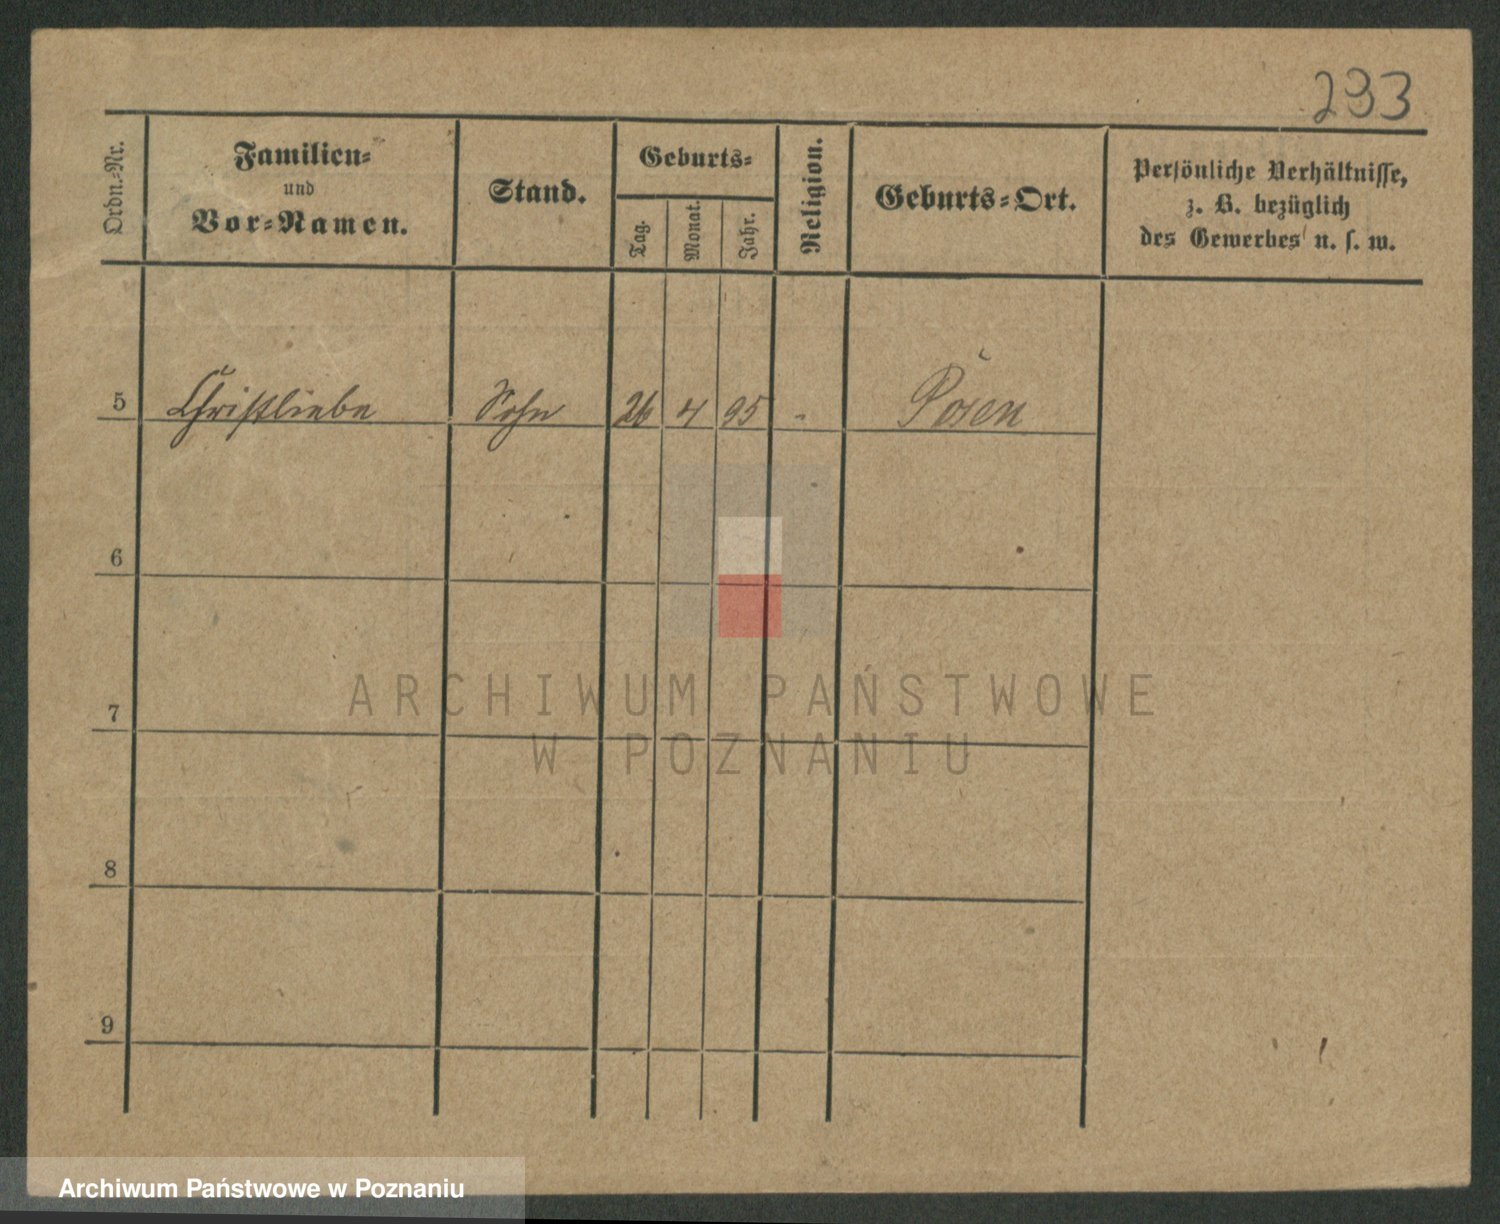 233
Ordn.-Nr.
Familien-
und
Vor-Namen.
Stand.
Geburts-
Tag.
Monat.
Jahr.
Religion.
Geburts-Ort.
Persönliche Verhältnisse,
z. B. bezüglich
des Gewerbes u. s. w.
5 Christliebe Sohn 26 4 95 - Posen
6
7
8
9
ARCHIWUM PAŃSTWOWE
W POZNANIU
Archiwum Państwowe w Poznaniu